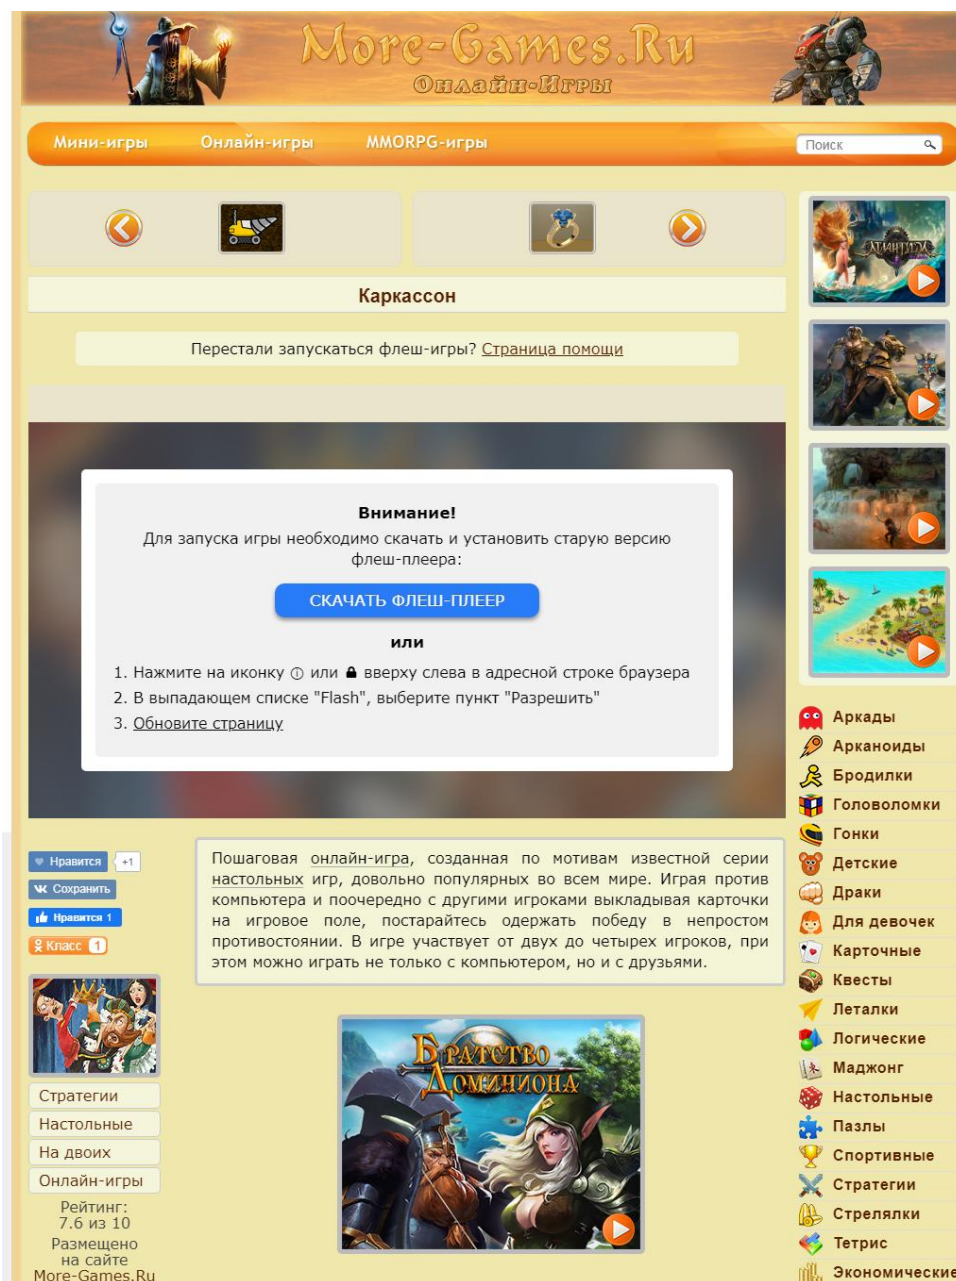 More-Games.Ru
Онлайн-Игры
Мини-игры
Онлайн-игры
MMORPG-игры
Поиск
Каркассон
Перестали запускаться флеш-игры? Страница помощи
Внимание!
Для запуска игры необходимо скачать и установить старую версию
флеш-плеера:
СКАЧАТЬ ФЛЕШ-ПЛЕЕР
или
1. Нажмите на иконку ⓘ или 🔒 вверху слева в адресной строке браузера
2. В выпадающем списке "Flash", выберите пункт "Разрешить"
3. Обновите страницу
Нравится +1
Сохранить
Нравится 1
Класс 1
Пошаговая онлайн-игра, созданная по мотивам известной серии
настольных игр, довольно популярных во всем мире. Играя против
компьютера и поочередно с другими игроками выкладывая карточки
на игровое поле, постарайтесь одержать победу в непростом
противостоянии. В игре участвует от двух до четырех игроков, при
этом можно играть не только с компьютером, но и с друзьями.
Стратегии
Настольные
На двоих
Онлайн-игры
Рейтинг:
7.6 из 10
Размещено
на сайте
More-Games.Ru
Братство
Доминиона
Аркады
Арканоиды
Бродилки
Головоломки
Гонки
Детские
Драки
Для девочек
Карточные
Квесты
Леталки
Логические
Маджонг
Настольные
Пазлы
Спортивные
Стратегии
Стрелялки
Тетрис
Экономические